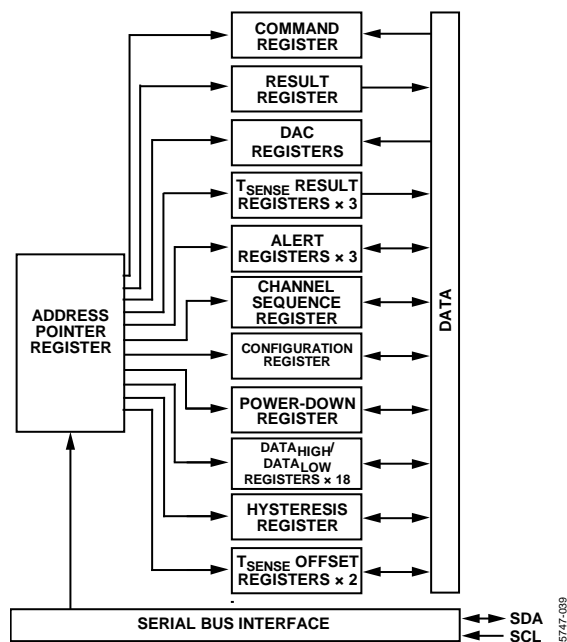 COMMAND
REGISTER
RESULT
REGISTER
DAC
REGISTERS
TSENSE RESULT
REGISTERS × 3
ALERT
REGISTERS × 3
CHANNEL
SEQUENCE
REGISTER
CONFIGURATION
REGISTER
POWER-DOWN
REGISTER
DATAHIGH/
DATALOW
REGISTERS × 18
HYSTERESIS
REGISTER
TSENSE OFFSET
REGISTERS × 2
ADDRESS
POINTER
REGISTER
DATA
SERIAL BUS INTERFACE
SDA
SCL
5747-039